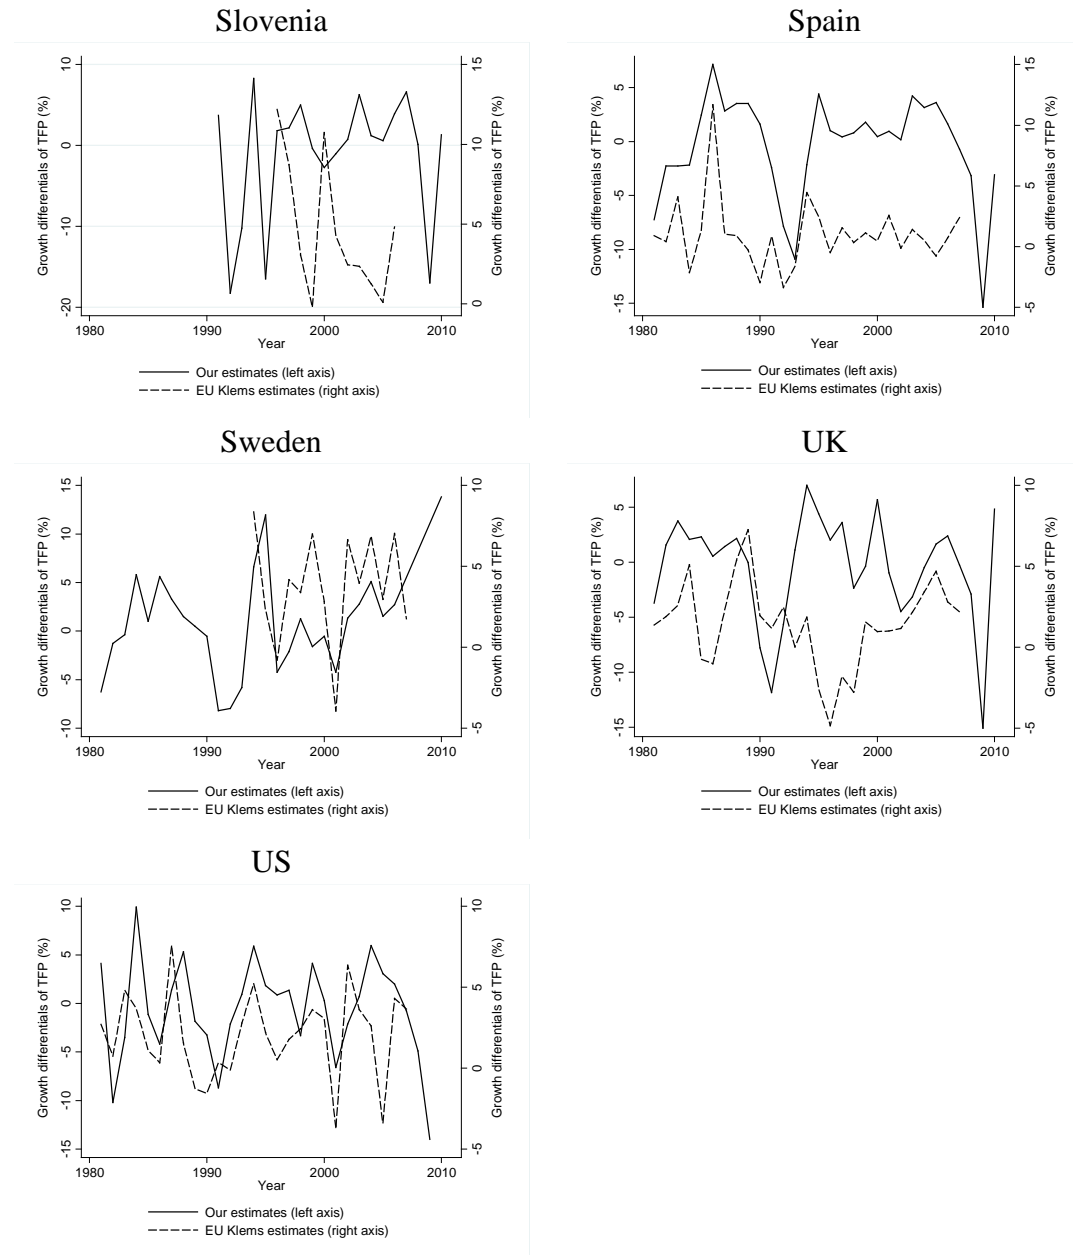 Slovenia
Growth differentials of TFP (%)
10
0
-10
-20
Growth differentials of TFP (%)
15
10
5
0
1980 1990 2000 2010
Year
Our estimates (left axis)
EU Klems estimates (right axis)
Spain
Growth differentials of TFP (%)
5
0
-5
-10
-15
Growth differentials of TFP (%)
15
10
5
0
-5
1980 1990 2000 2010
Year
Our estimates (left axis)
EU Klems estimates (right axis)
Sweden
Growth differentials of TFP (%)
15
10
5
0
-5
-10
Growth differentials of TFP (%)
10
5
0
-5
1980 1990 2000 2010
Year
Our estimates (left axis)
EU Klems estimates (right axis)
UK
Growth differentials of TFP (%)
5
0
-5
-10
-15
Growth differentials of TFP (%)
10
5
0
-5
1980 1990 2000 2010
Year
Our estimates (left axis)
EU Klems estimates (right axis)
US
Growth differentials of TFP (%)
10
5
0
-5
-10
-15
Growth differentials of TFP (%)
10
5
0
-5
1980 1990 2000 2010
Year
Our estimates (left axis)
EU Klems estimates (right axis)